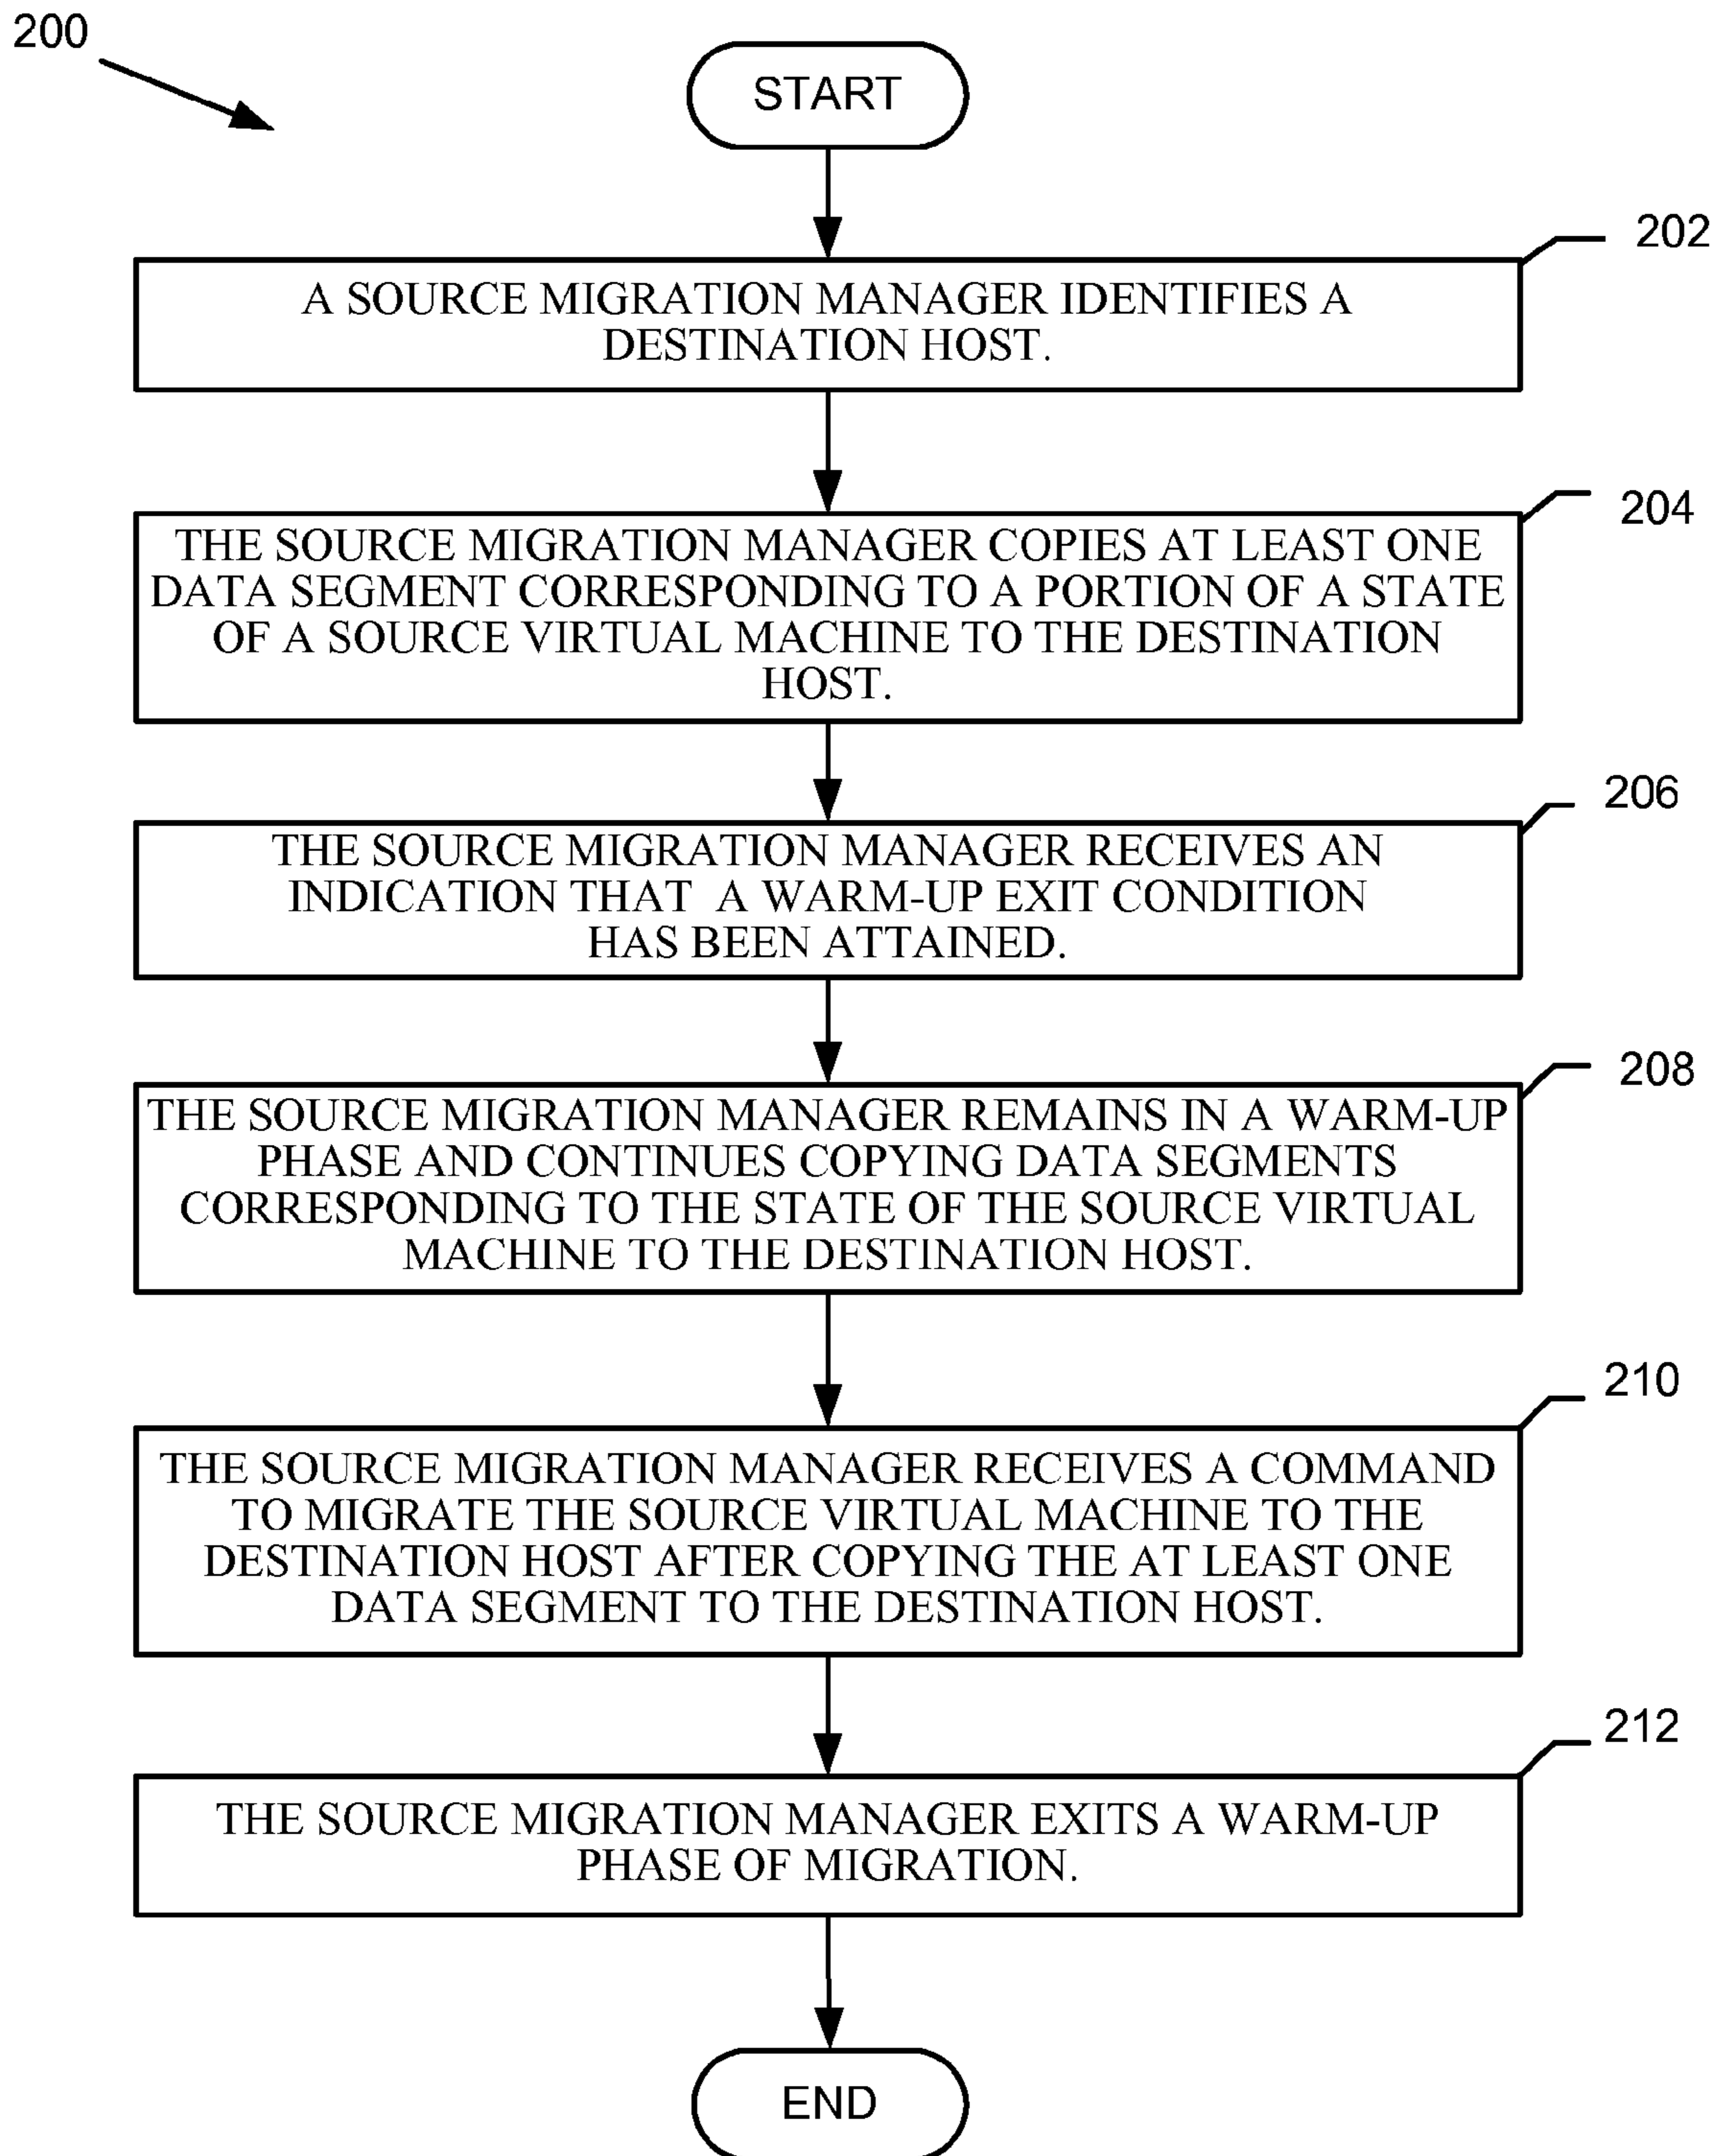 200
START
202
A SOURCE MIGRATION MANAGER IDENTIFIES A
DESTINATION HOST.
204
THE SOURCE MIGRATION MANAGER COPIES AT LEAST ONE
DATA SEGMENT CORRESPONDING TO A PORTION OF A STATE
OF A SOURCE VIRTUAL MACHINE TO THE DESTINATION
HOST.
206
THE SOURCE MIGRATION MANAGER RECEIVES AN
INDICATION THAT A WARM-UP EXIT CONDITION
HAS BEEN ATTAINED.
208
THE SOURCE MIGRATION MANAGER REMAINS IN A WARM-UP
PHASE AND CONTINUES COPYING DATA SEGMENTS
CORRESPONDING TO THE STATE OF THE SOURCE VIRTUAL
MACHINE TO THE DESTINATION HOST.
210
THE SOURCE MIGRATION MANAGER RECEIVES A COMMAND
TO MIGRATE THE SOURCE VIRTUAL MACHINE TO THE
DESTINATION HOST AFTER COPYING THE AT LEAST ONE
DATA SEGMENT TO THE DESTINATION HOST.
212
THE SOURCE MIGRATION MANAGER EXITS A WARM-UP
PHASE OF MIGRATION.
END